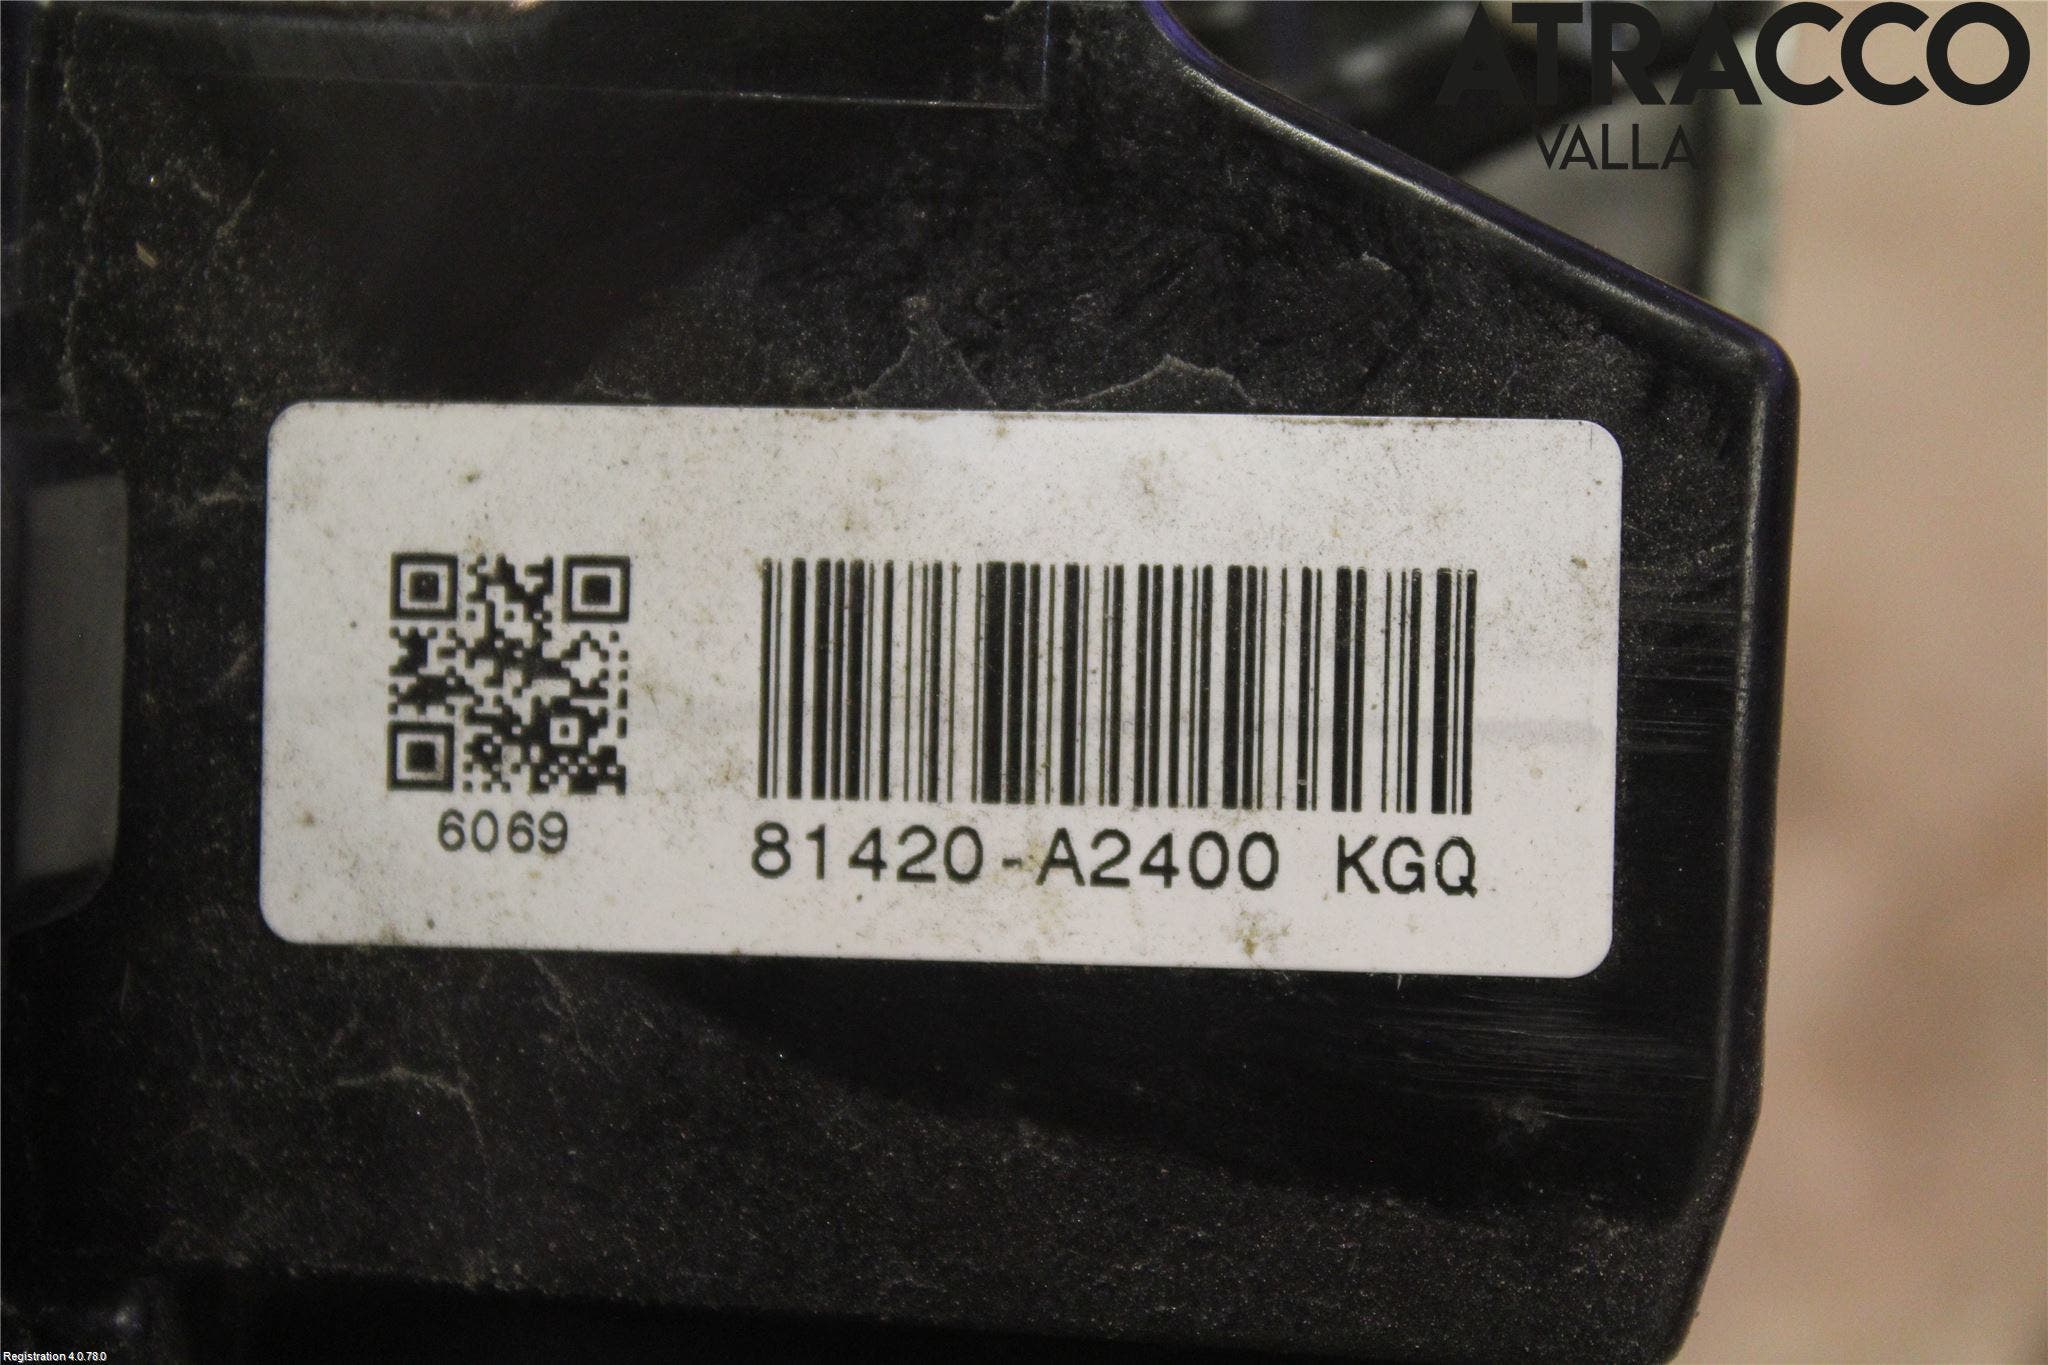 ATRACCO
VALLA
6069
81420-A2400 KGQ
Registration 4.0.78.0